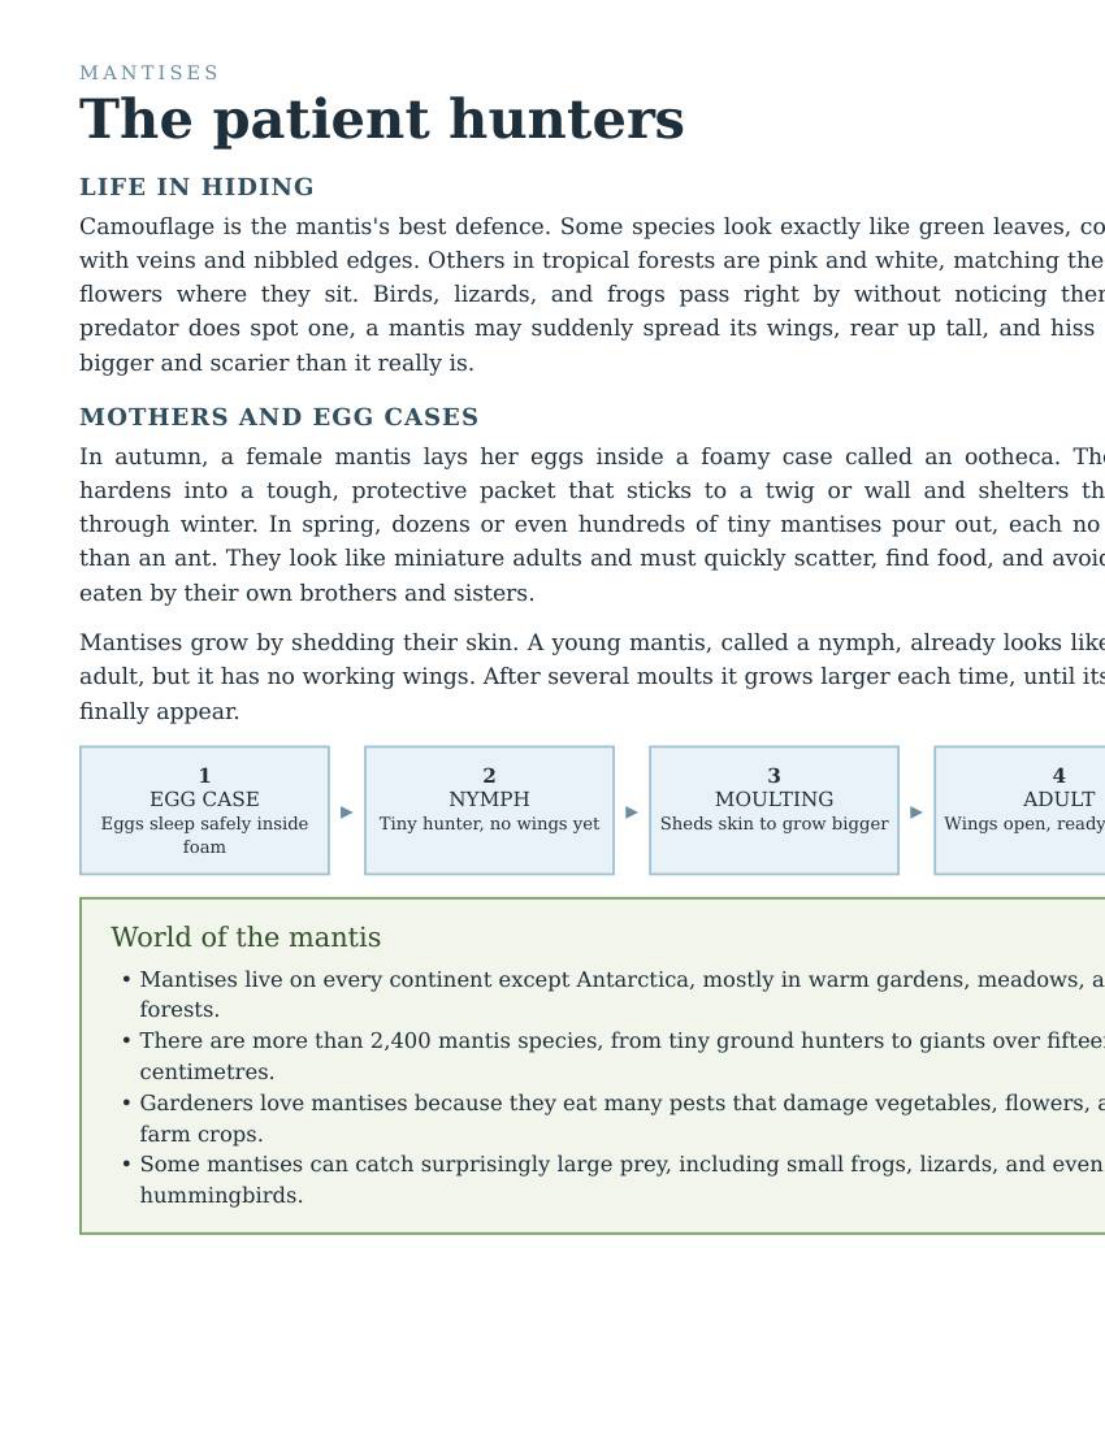 MANTISES
The patient hunters
LIFE IN HIDING
Camouflage is the mantis's best defence. Some species look exactly like green leaves,
with veins and nibbled edges. Others in tropical forests are pink and white, matching the
flowers where they sit. Birds, lizards, and frogs pass right by without noticing
predator does spot one, a mantis may suddenly spread its wings, rear up tall, and hiss
bigger and scarier than it really is.
MOTHERS AND EGG CASES
In autumn, a female mantis lays her eggs inside a foamy case called an ootheca.
hardens into a tough, protective packet that sticks to a twig or wall and shelters
through winter. In spring, dozens or even hundreds of tiny mantises pour out, each no
than an ant. They look like miniature adults and must quickly scatter, find food, and
eaten by their own brothers and sisters.
Mantises grow by shedding their skin. A young mantis, called a nymph, already looks like
adult, but it has no working wings. After several moults it grows larger each time, until its
finally appear.
1
EGG CASE
Eggs sleep safely inside
foam
▶
2
NYMPH
Tiny hunter, no wings yet
▶
3
MOULTING
Sheds skin to grow bigger
▶
4
ADULT
Wings open, ready
World of the mantis
• Mantises live on every continent except Antarctica, mostly in warm gardens, meadows,
forests.
• There are more than 2,400 mantis species, from tiny ground hunters to giants over
centimetres.
• Gardeners love mantises because they eat many pests that damage vegetables, flowers,
farm crops.
• Some mantises can catch surprisingly large prey, including small frogs, lizards, and even
hummingbirds.